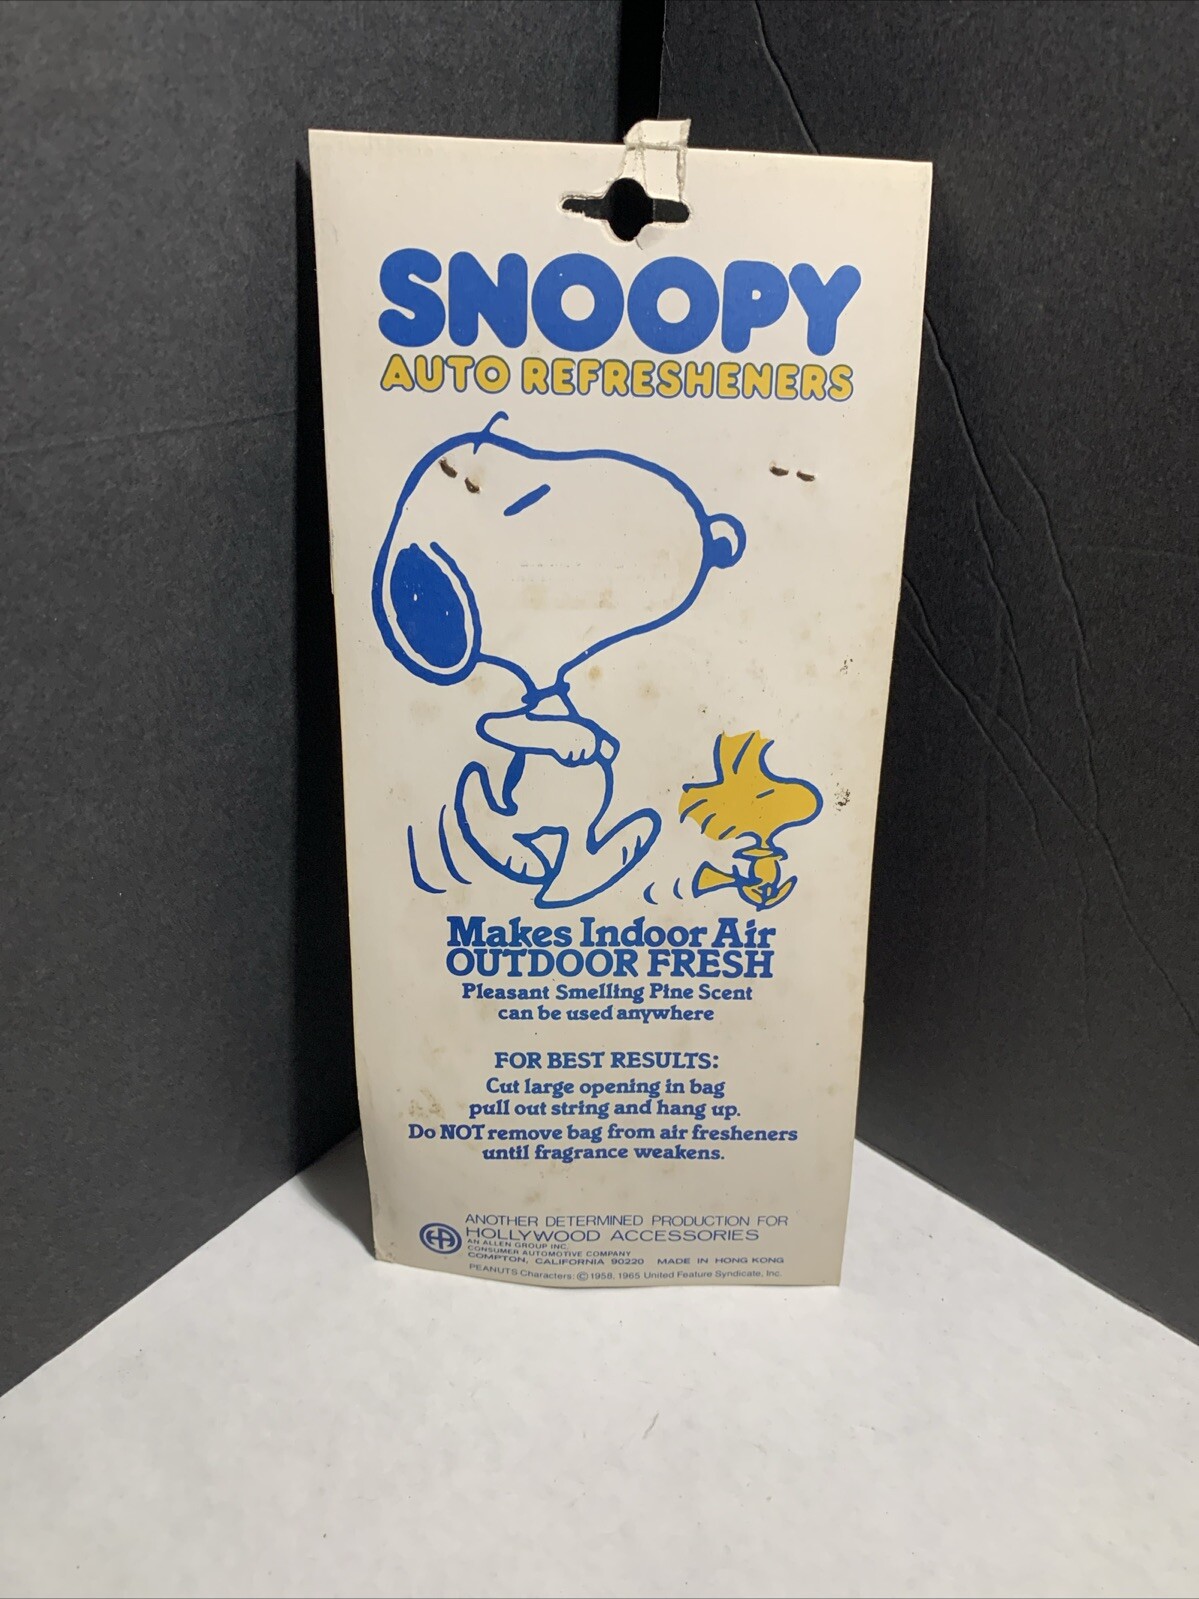 SNOOPY
AUTO REFRESHENERS
Makes Indoor Air
OUTDOOR FRESH
Pleasant Smelling Pine Scent
can be used anywhere
FOR BEST RESULTS:
Cut large opening in bag
pull out string and hang up.
Do NOT remove bag from air fresheners
until fragrance weakens.
HA
ANOTHER DETERMINED PRODUCTION FOR
HOLLYWOOD ACCESSORIES
AN ALLEN GROUP INC.
CONSUMER AUTOMOTIVE COMPANY
COMPTON, CALIFORNIA 90220 MADE IN HONG KONG
PEANUTS Characters: © 1958, 1965 United Feature Syndicate, Inc.